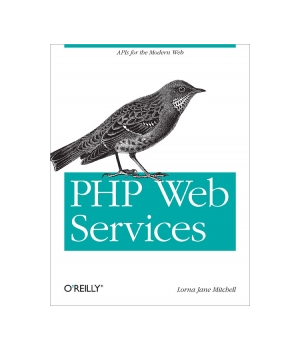 APIs for the Modern Web
PHP Web
Services
O'REILLY®
Lorna Jane Mitchell